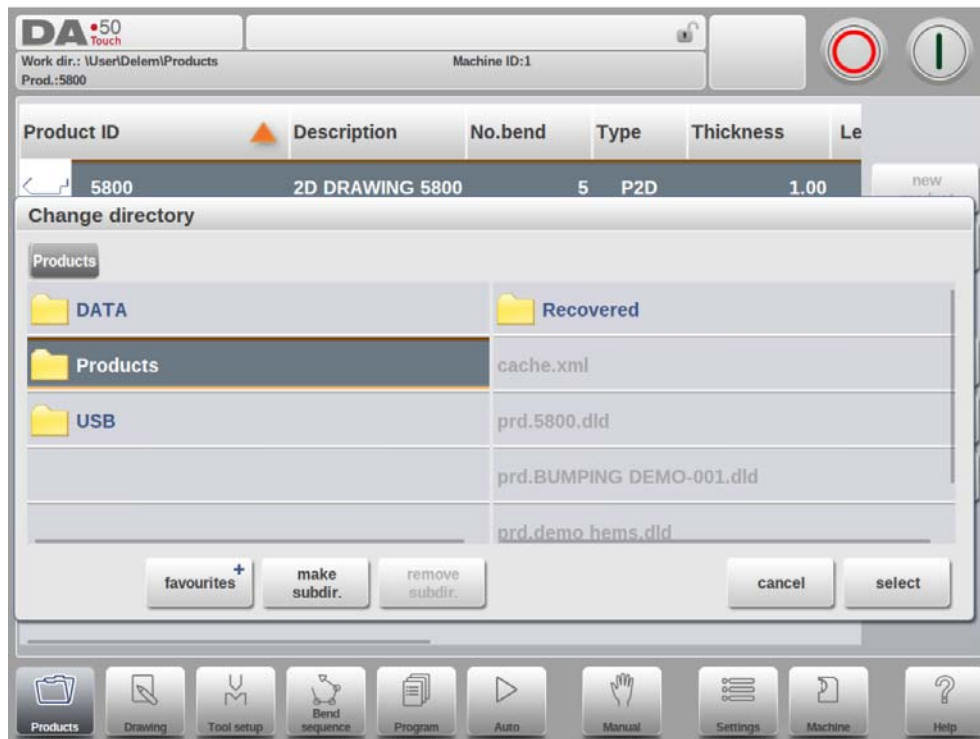 DA•50
Touch
Work dir.: \User\Delem\Products
Machine ID:1
Prod.:5800
Product ID
Description
No.bend
Type
Thickness
Le
5800
2D DRAWING 5800
5
P2D
1.00
new
Change directory
Products
DATA
Recovered
Products
cache.xml
USB
prd.5800.dld
prd.BUMPING DEMO-001.dld
prd.demo hems.dld
favourites
+
make
subdir.
remove
subdir.
cancel
select
Products
Drawing
Tool setup
Bend
sequence
Program
Auto
Manual
Settings
Machine
Help